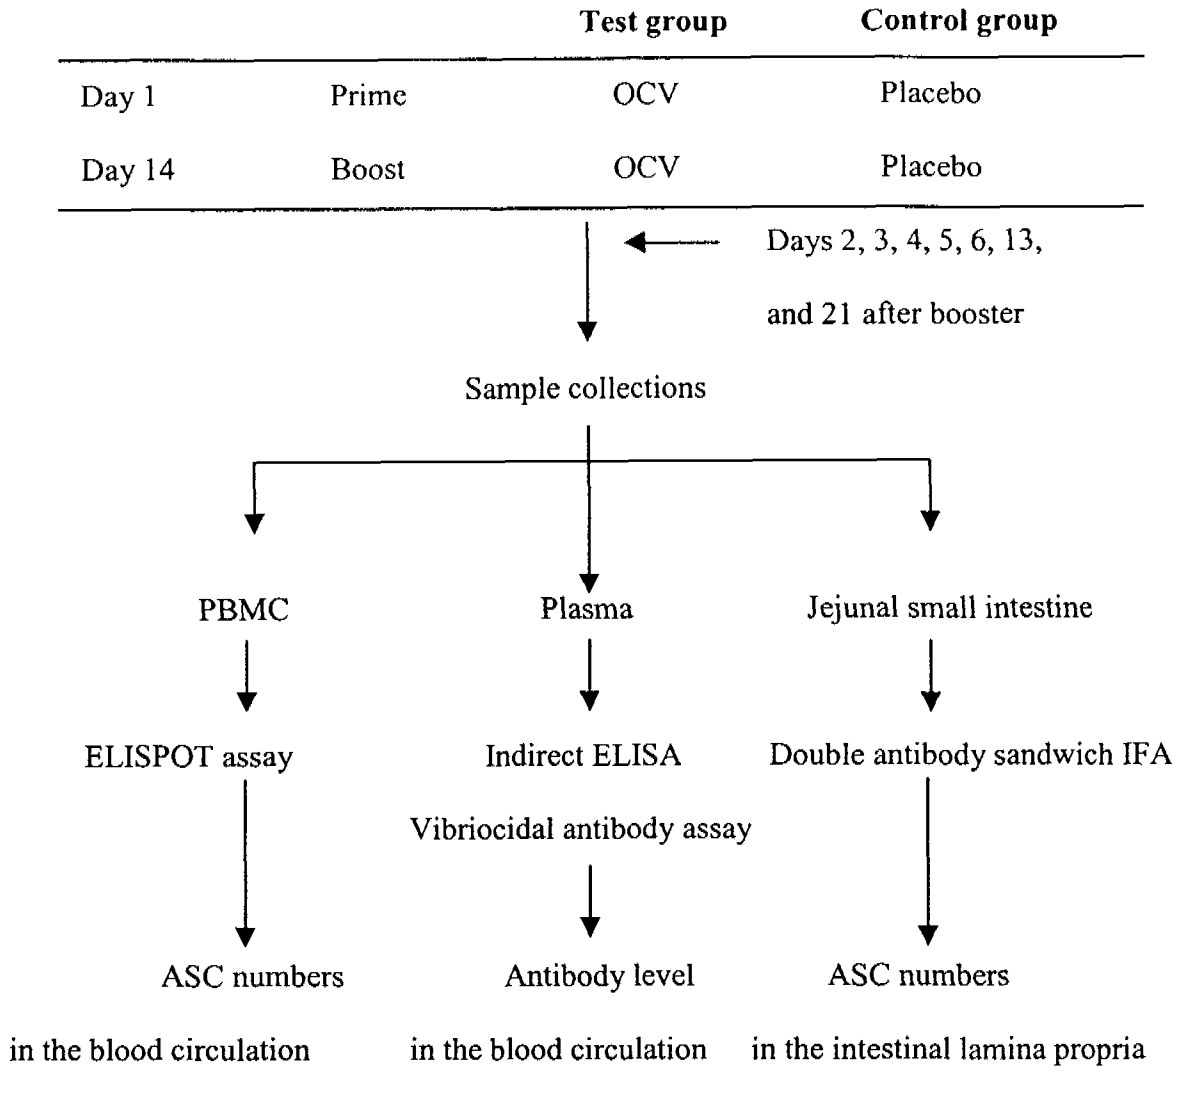 Test group Control group
Day 1 Prime OCV Placebo
Day 14 Boost OCV Placebo
Days 2, 3, 4, 5, 6, 13,
and 21 after booster
Sample collections
PBMC Plasma Jejunal small intestine
ELISPOT assay Indirect ELISA Double antibody sandwich IFA
Vibriocidal antibody assay
ASC numbers Antibody level ASC numbers
in the blood circulation in the blood circulation in the intestinal lamina propria